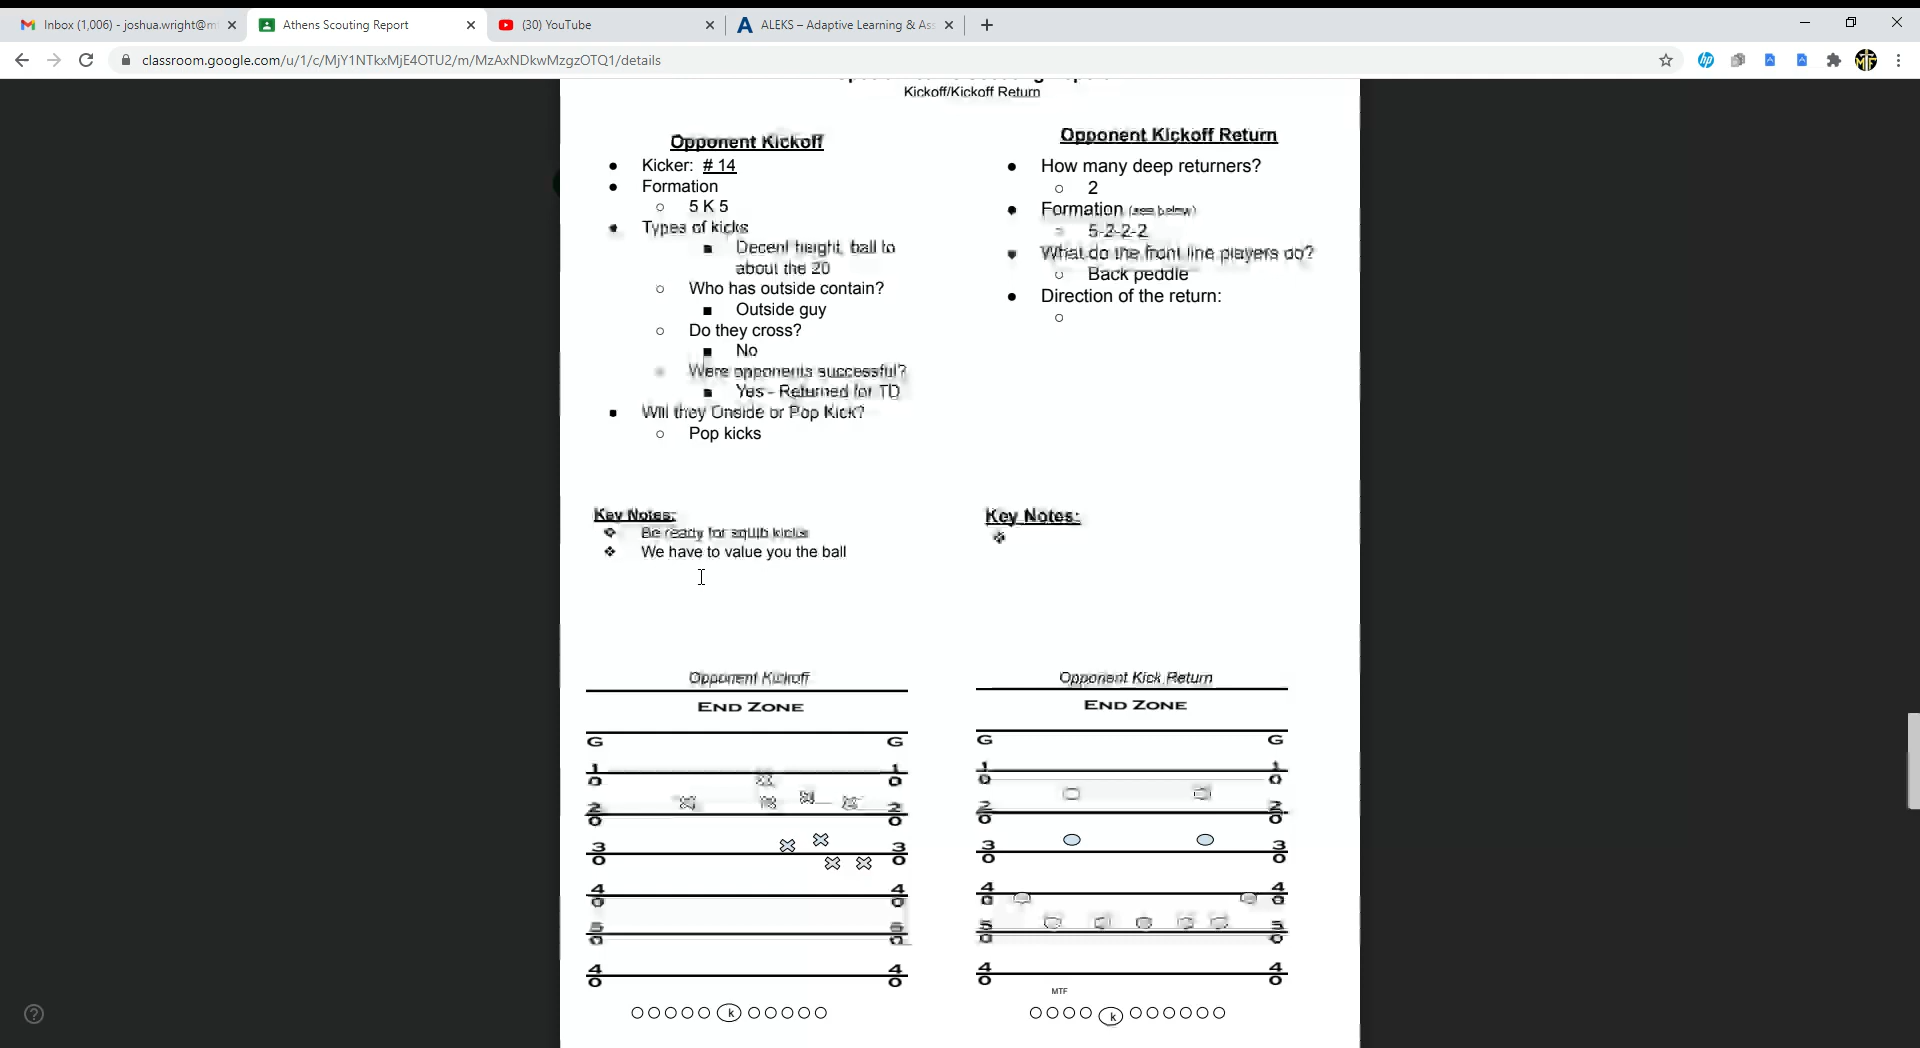 Inbox (1,006) - joshua.wright@m
Athens Scouting Report
(30) YouTube
ALEKS – Adaptive Learning & As
classroom.google.com/u/1/c/MjY1NTkxMjE4OTU2/m/MzAxNDkwMzgzOTQ1/details
Kickoff/Kickoff Return
Opponent Kickoff
Kicker: # 14
Formation
5 K 5
Types of kicks
Decent height, ball to
about the 20
Who has outside contain?
Outside guy
Do they cross?
No
Were opponents successful?
Yes - Returned for TD
Will they Onside or Pop Kick?
Pop kicks
Key Notes:
Be ready for squib kicks
We have to value you the ball
Opponent Kickoff
END ZONE
G G
10 10
20 20
30 30
40 40
50 50
40 40
k
Opponent Kickoff Return
How many deep returners?
2
Formation (see below)
5-2-2-2
What do the front line players do?
Back peddle
Direction of the return:
Key Notes:
Opponent Kick Return
END ZONE
G G
10 10
20 20
30 30
40 40
50 50
40 40
MTF
k